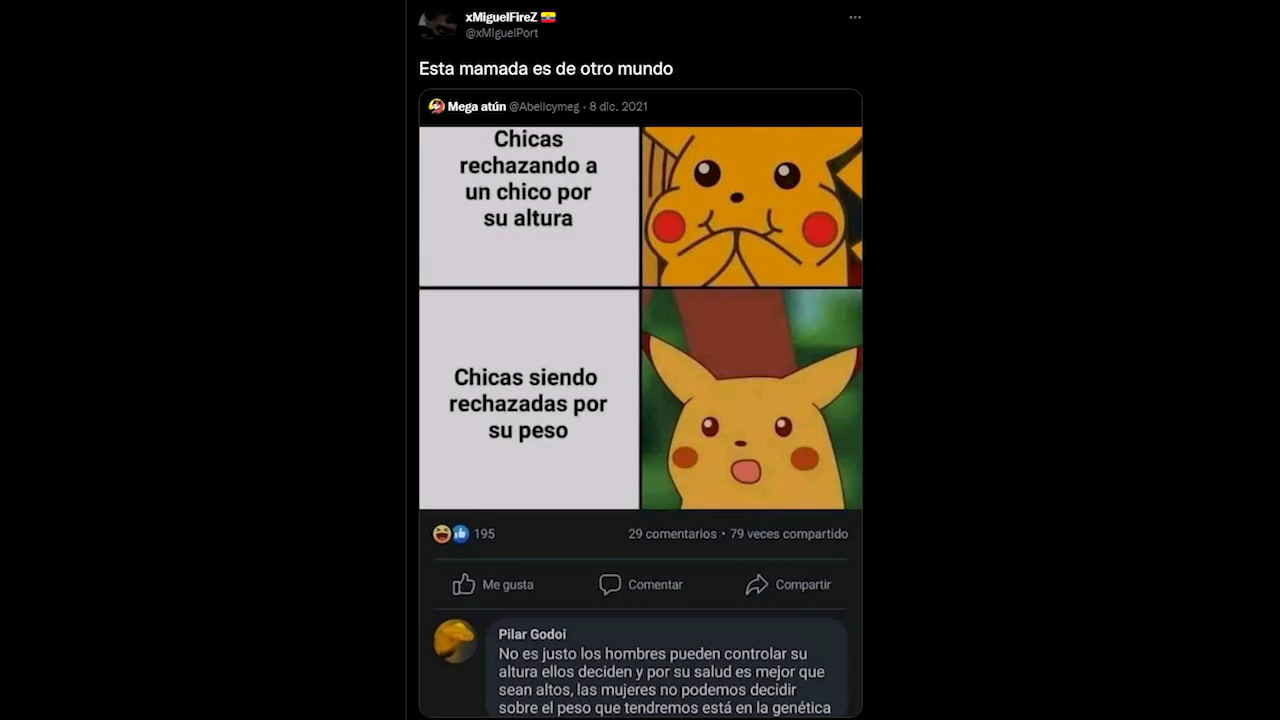 xMiguelFireZ
@xMiguelPort
Esta mamada es de otro mundo
Mega atún @Abellcymeg · 8 dic. 2021
Chicas
rechazando a
un chico por
su altura
Chicas siendo
rechazadas por
su peso
195
29 comentarios • 79 veces compartido
Me gusta
Comentar
Compartir
Pilar Godoi
No es justo los hombres pueden controlar su
altura ellos deciden y por su salud es mejor que
sean altos, las mujeres no podemos decidir
sobre el peso que tendremos está en la genética